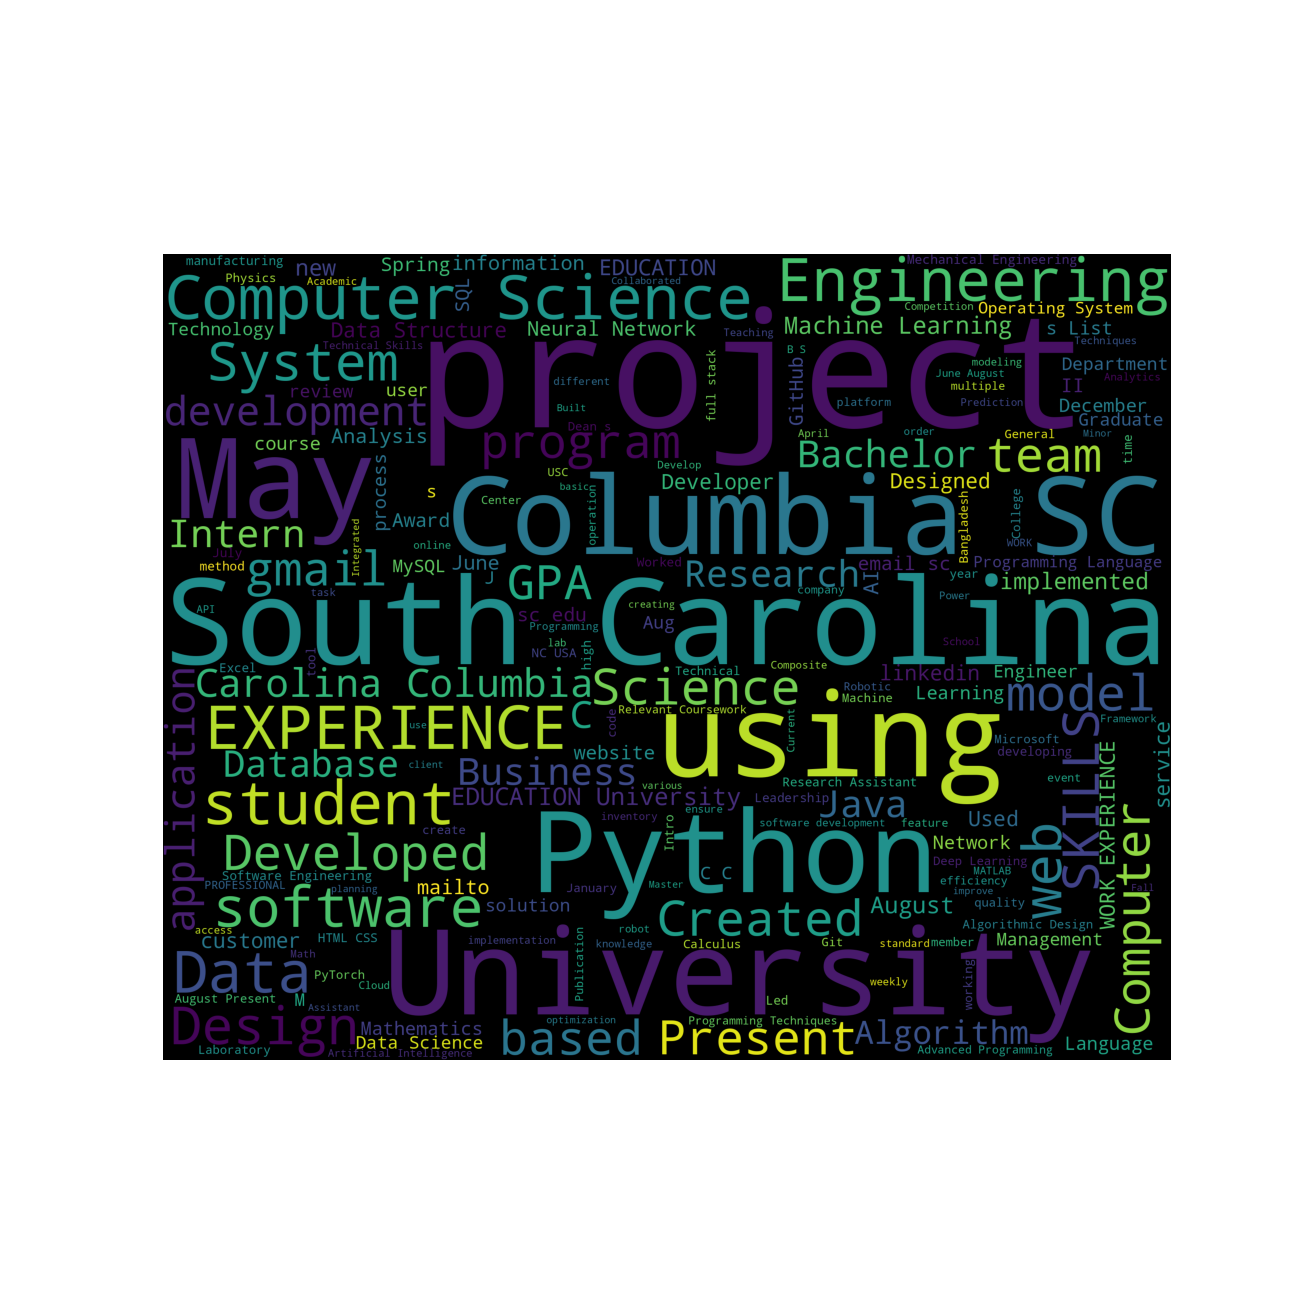 manufacturing
Physics
Academic
new
Spring
information
EDUCATION
Collaborated
SQL
Mechanical Engineering
Engineering
Computer Science
Competition
Operating System
Technology
Data Structure
Neural Network
Teaching
Machine Learning
s List
Technical Skills
Techniques
System
project
B S
full stack
GitHub
modeling
Department
review
user
different
June August
multiple
II
Analytics
development
Built
platform
Prediction
December
Graduate
course
Analysis
program
Dean s
April
order
General
Minor
time
May
process
Bachelor
team
Develop
USC
Developer
Designed
s
Center
basic
Columbia SC
Bangladesh
College
Award
operation
Intern
Integrated
online
WORK
July
method
gmail
MySQL
June
J
GPA
Worked
Research
AI
email sc
Programming Language
year
implemented
task
company
Power
API
South Carolina
sc edu
creating
Programming
Aug
lab
School
tool
NC USA
high
Excel
Technical
Composite
linkedin
Engineer
Carolina Columbia
Science
Robotic
Machine
Learning
model
application
EXPERIENCE
use
C
Relevant Coursework
code
using
Current
Framework
SKILLS
service
Database
client
website
Microsoft
developing
WORK EXPERIENCE
Business
various
Research Assistant
event
student
EDUCATION University
Leadership
Java
Used
inventory
ensure
create
Intro
software development
feature
Python
Network
web
Computer
Developed
Software Engineering
PROFESSIONAL
planning
mailto
C C
Deep Learning
MATLAB
efficiency
improve
January
Master
Fall
software
solution
Created
August
quality
access
customer
HTML CSS
implementation
robot
knowledge
Calculus
Git
standard
member
Algorithmic Design
Management
Math
Data
PyTorch
Cloud
University
Publication
weekly
working
August Present
M
Assistant
Led
Design
Mathematics
optimization
Programming Techniques
Data Science
based
Present
Algorithm
Language
Laboratory
Artificial Intelligence
Advanced Programming